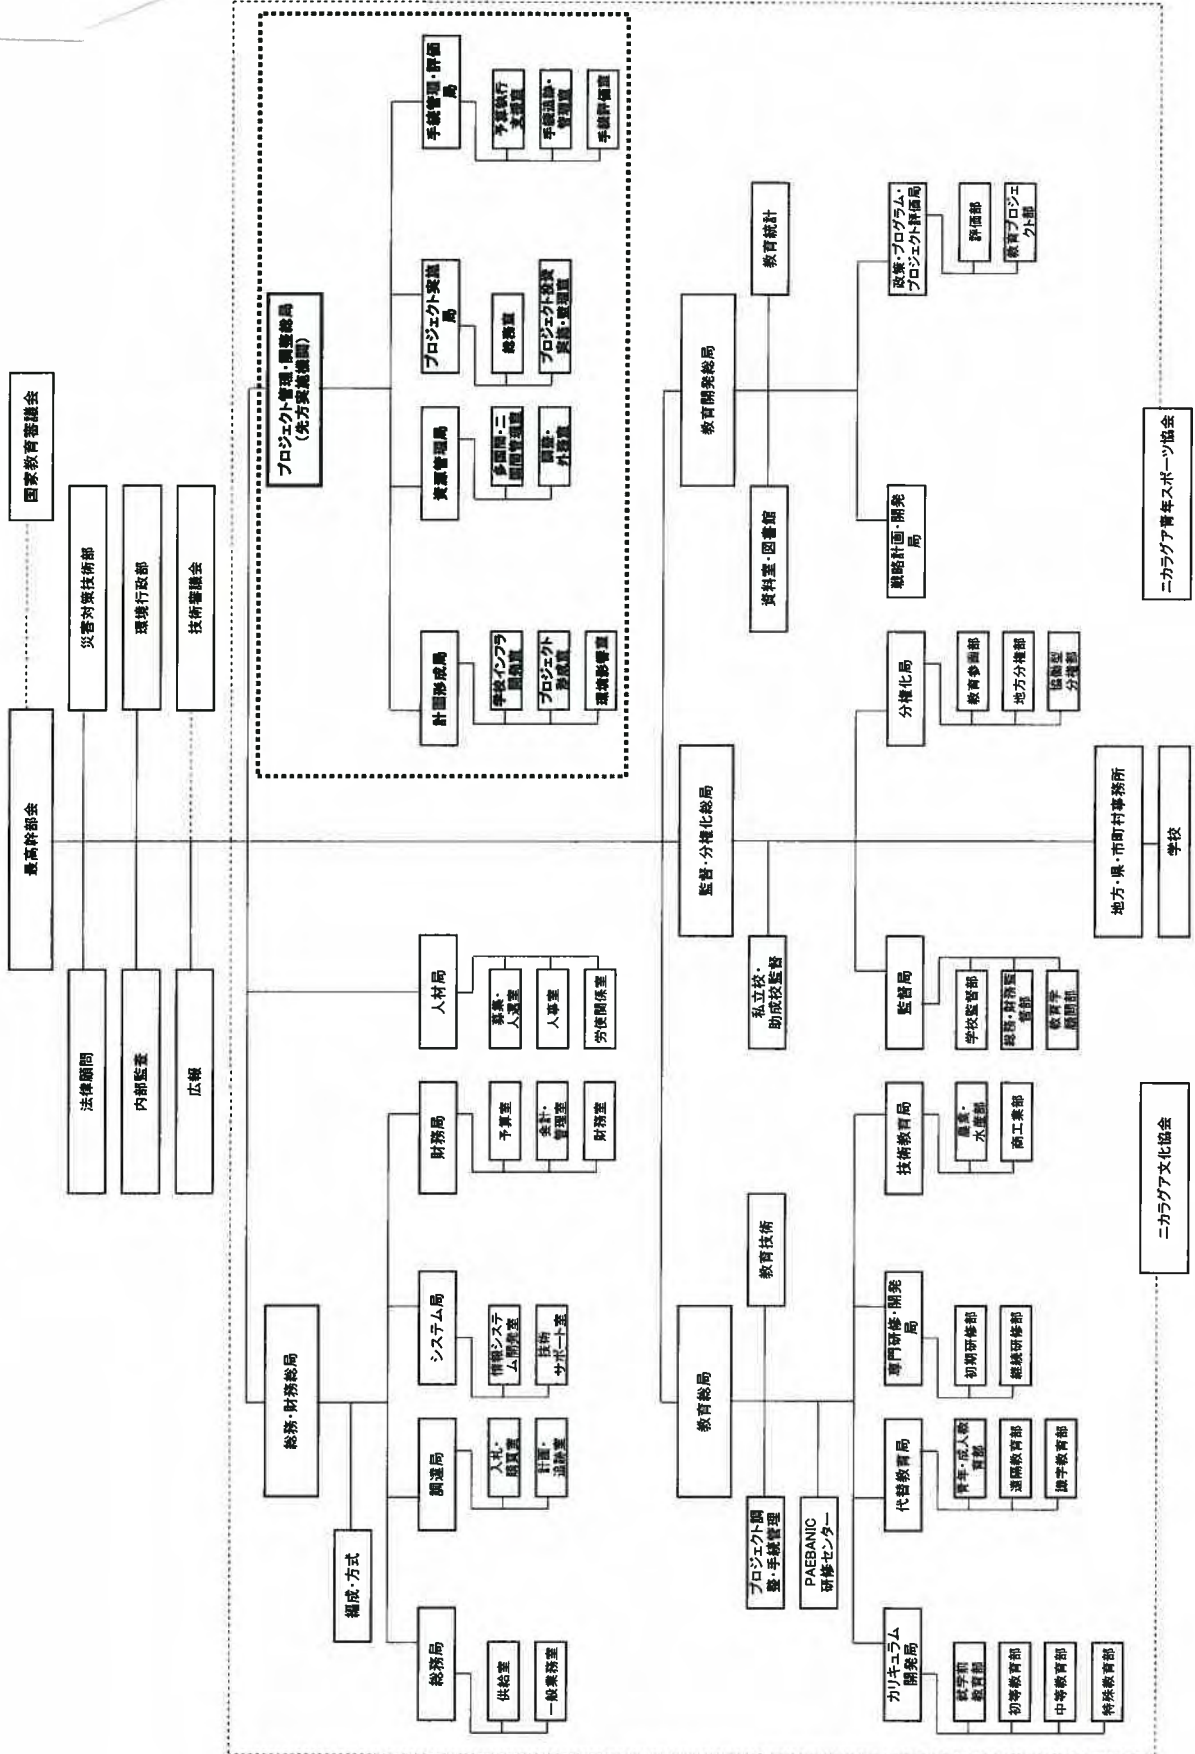 最高幹部会
国家教育審議会
法律顧問
災害対策技術部
内部監査
環境行政部
広報
技術審議会
総務・財務総局
編成・方式
総務局
供給室
一般業務室
調達局
入札・
購買室
計画・
追跡室
システム局
情報システ
ム開発室
技術
サポート室
財務局
予算室
会計・
管理室
財務室
人材局
募集・
人選室
人事室
労使関係室
プロジェクト管理・調整総局
(先方実施機関)
計画形成局
学校インフラ
開発室
プロジェクト
形成室
環境影響室
資源管理局
多国間・二
国間管理室
調整・
外務室
プロジェクト実施
局
総務室
プロジェクト投資
実施・整理室
手続管理・評価
局
予算執行
支援室
手続追跡・
管理室
手続評価室
教育総局
プロジェクト調
整・手続管理
教育技術
PAEBANIC
研修センター
カリキュラム
開発局
就学前
教育部
初等教育部
中等教育部
特殊教育部
代替教育局
青年・成人教
育部
遠隔教育部
識字教育部
専門研修・開発
局
初期研修部
継続研修部
技術教育局
農業・
水産部
商工業部
監督・分権化総局
私立校・
助成校監督
監督局
学校監督部
総務・財務監
督部
教育学
顧問部
分権化局
教育参画部
地方分権部
協働型
分権部
地方・県・市町村事務所
学校
教育開発総局
資料室・図書館
教育統計
戦略計画・開発
局
政策・プログラム・
プロジェクト評価局
評価部
教育プロジェ
クト部
ニカラグア文化協会
ニカラグア青年スポーツ協会